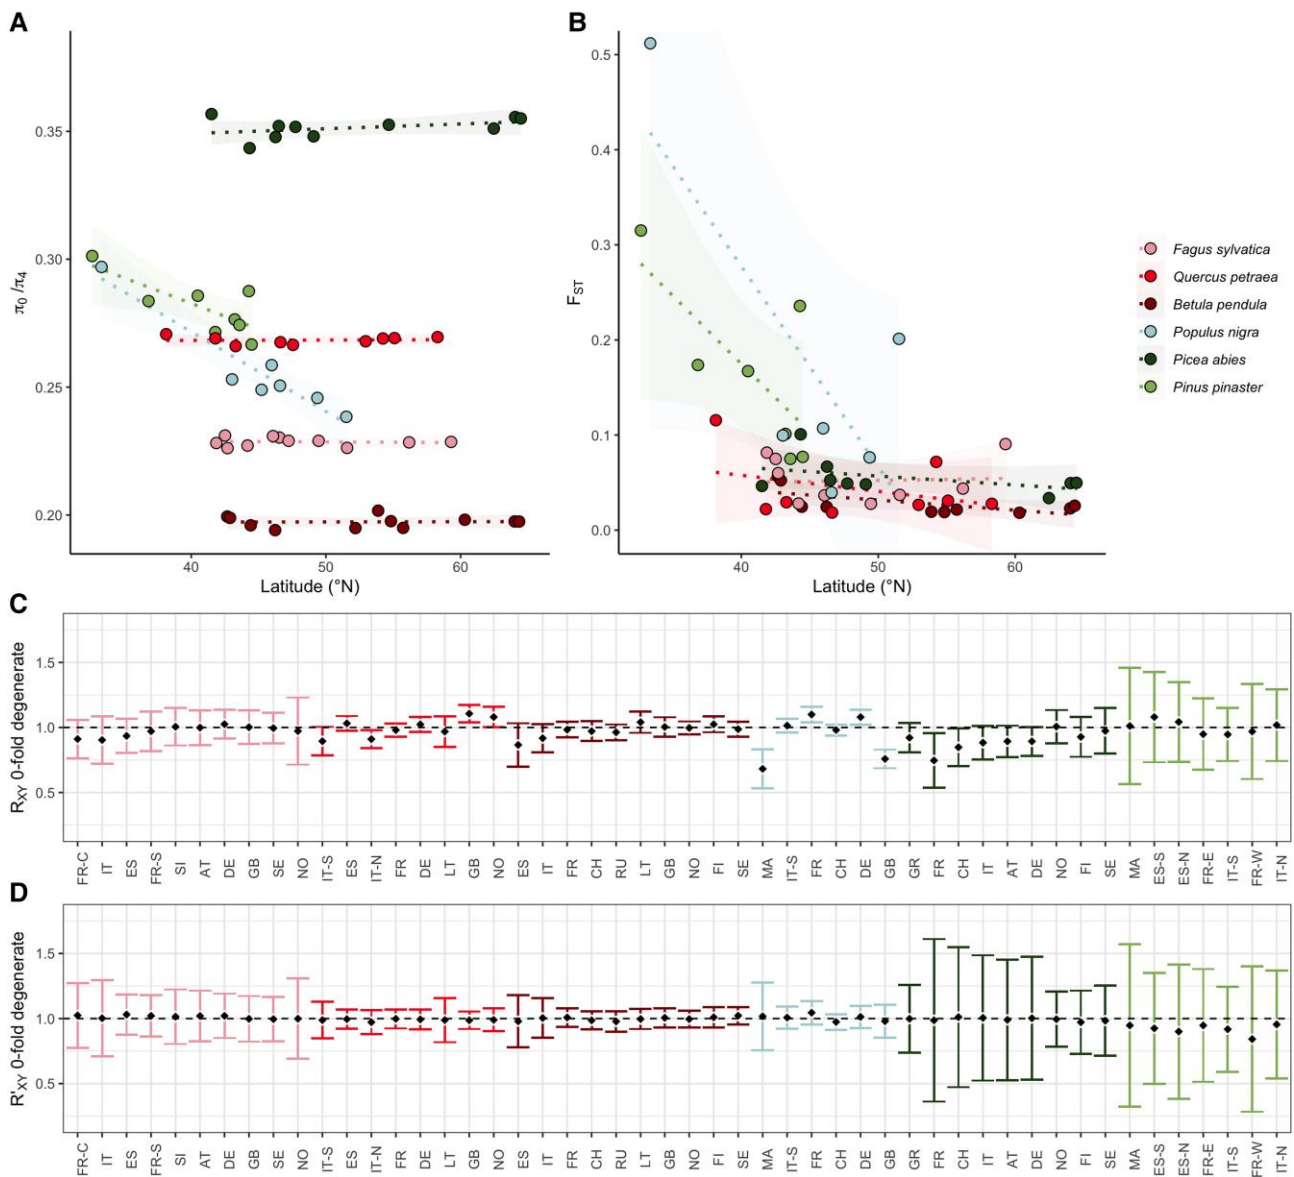 A
π0 /π4
0.35
0.30
0.25
0.20
40
50
60
Latitude (°N)
B
FST
0.5
0.4
0.3
0.2
0.1
0.0
40
50
60
Latitude (°N)
Fagus sylvatica
Quercus petraea
Betula pendula
Populus nigra
Picea abies
Pinus pinaster
C
RXY 0-fold degenerate
1.5
1.0
0.5
FR-C IT ES FR-S SI AT DE GB SE NO IT-S ES IT-N FR DE LT GB NO ES IT FR CH RU LT GB NO FI SE MA IT-S FR CH DE GB GR FR CH IT AT DE NO FI SE MA ES-S ES-N FR-E IT-S FR-W IT-N
D
R'XY 0-fold degenerate
1.5
1.0
0.5
FR-C IT ES FR-S SI AT DE GB SE NO IT-S ES IT-N FR DE LT GB NO ES IT FR CH RU LT GB NO FI SE MA IT-S FR CH DE GB GR FR CH IT AT DE NO FI SE MA ES-S ES-N FR-E IT-S FR-W IT-N